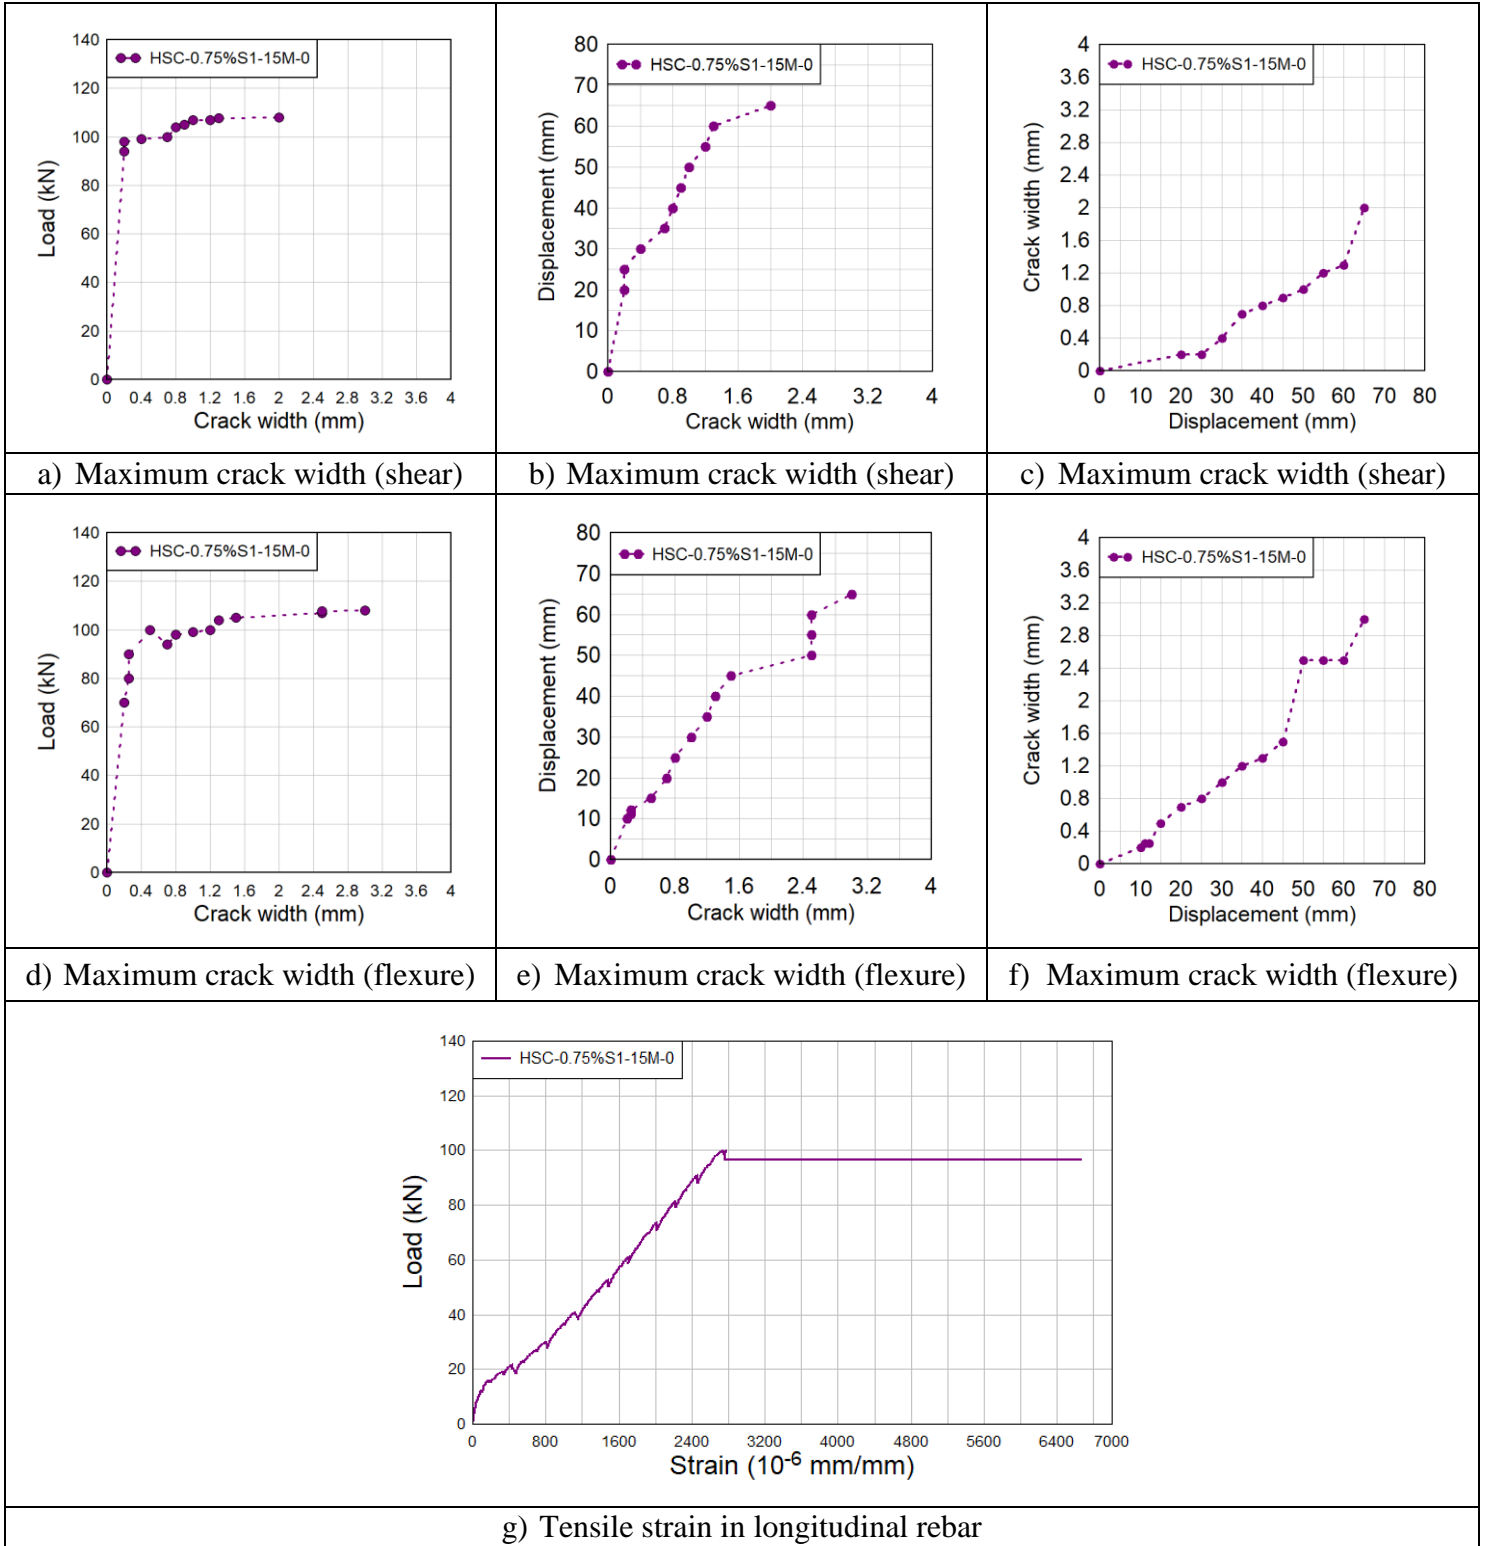 140
120
100
80
60
40
20
0
HSC-0.75%S1-15M-0
Load (kN)
0 0.4 0.8 1.2 1.6 2 2.4 2.8 3.2 3.6 4
Crack width (mm)
80
70
60
50
40
30
20
10
0
HSC-0.75%S1-15M-0
Displacement (mm)
0 0.8 1.6 2.4 3.2 4
Crack width (mm)
4
3.6
3.2
2.8
2.4
2
1.6
1.2
0.8
0.4
0
HSC-0.75%S1-15M-0
Crack width (mm)
0 10 20 30 40 50 60 70 80
Displacement (mm)
a) Maximum crack width (shear)
b) Maximum crack width (shear)
c) Maximum crack width (shear)
140
120
100
80
60
40
20
0
HSC-0.75%S1-15M-0
Load (kN)
0 0.4 0.8 1.2 1.6 2 2.4 2.8 3.2 3.6 4
Crack width (mm)
80
70
60
50
40
30
20
10
0
HSC-0.75%S1-15M-0
Displacement (mm)
0 0.8 1.6 2.4 3.2 4
Crack width (mm)
4
3.6
3.2
2.8
2.4
2
1.6
1.2
0.8
0.4
0
HSC-0.75%S1-15M-0
Crack width (mm)
0 10 20 30 40 50 60 70 80
Displacement (mm)
d) Maximum crack width (flexure)
e) Maximum crack width (flexure)
f) Maximum crack width (flexure)
140
120
100
80
60
40
20
0
HSC-0.75%S1-15M-0
Load (kN)
0 800 1600 2400 3200 4000 4800 5600 6400 7000
Strain (10⁻⁶ mm/mm)
g) Tensile strain in longitudinal rebar